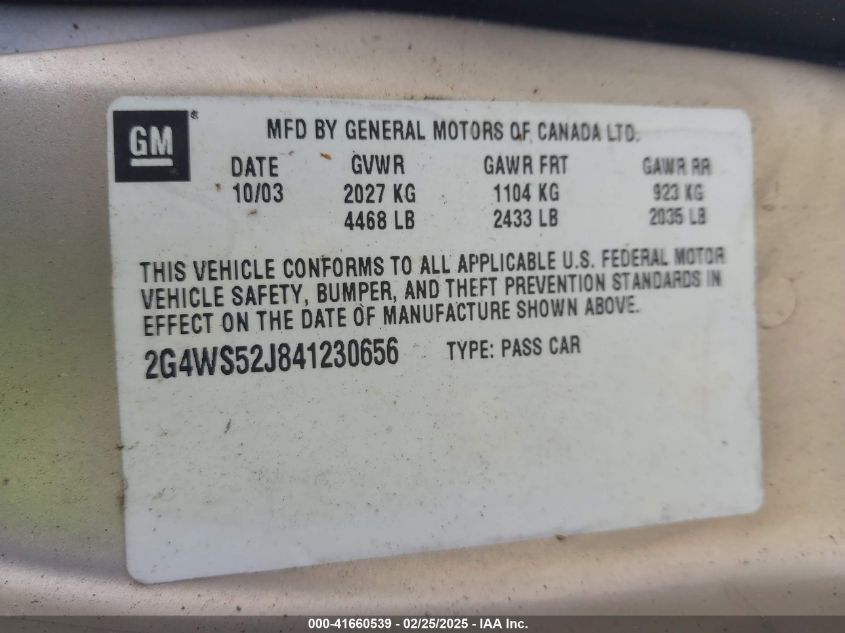 GM
MFD BY GENERAL MOTORS OF CANADA LTD.
DATE GVWR GAWR FRT GAWR RR
10/03 2027 KG 1104 KG 923 KG
4468 LB 2433 LB 2035 LB
THIS VEHICLE CONFORMS TO ALL APPLICABLE U.S. FEDERAL MOTOR
VEHICLE SAFETY, BUMPER, AND THEFT PREVENTION STANDARDS IN
EFFECT ON THE DATE OF MANUFACTURE SHOWN ABOVE.
2G4WS52J841230656 TYPE: PASS CAR
000-41660539 - 02/25/2025 - IAA Inc.